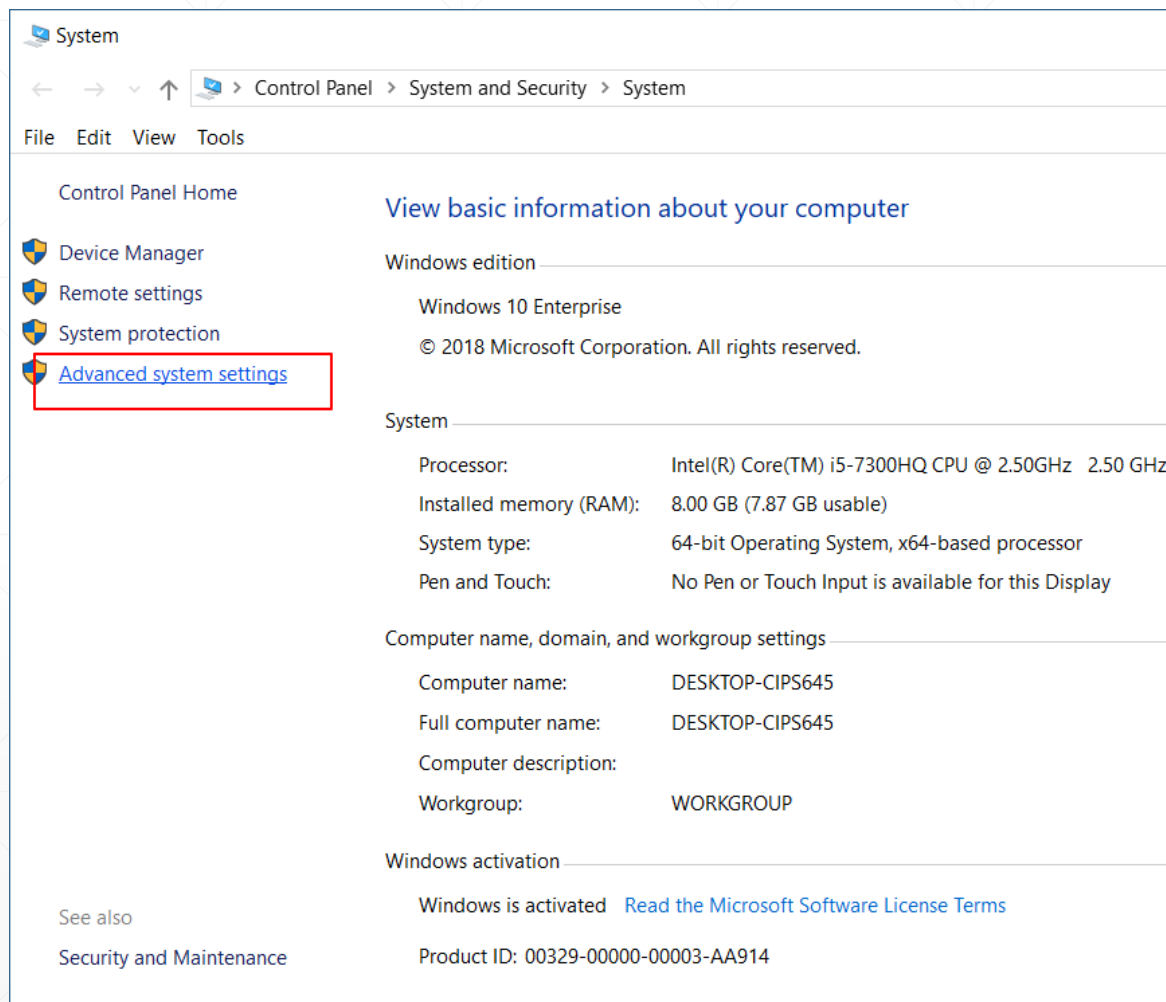 System
Control Panel > System and Security > System
File Edit View Tools
Control Panel Home
Device Manager
Remote settings
System protection
Advanced system settings
View basic information about your computer
Windows edition
Windows 10 Enterprise
© 2018 Microsoft Corporation. All rights reserved.
System
Processor: Intel(R) Core(TM) i5-7300HQ CPU @ 2.50GHz 2.50 GHz
Installed memory (RAM): 8.00 GB (7.87 GB usable)
System type: 64-bit Operating System, x64-based processor
Pen and Touch: No Pen or Touch Input is available for this Display
Computer name, domain, and workgroup settings
Computer name: DESKTOP-CIPS645
Full computer name: DESKTOP-CIPS645
Computer description:
Workgroup: WORKGROUP
Windows activation
Windows is activated Read the Microsoft Software License Terms
Product ID: 00329-00000-00003-AA914
See also
Security and Maintenance